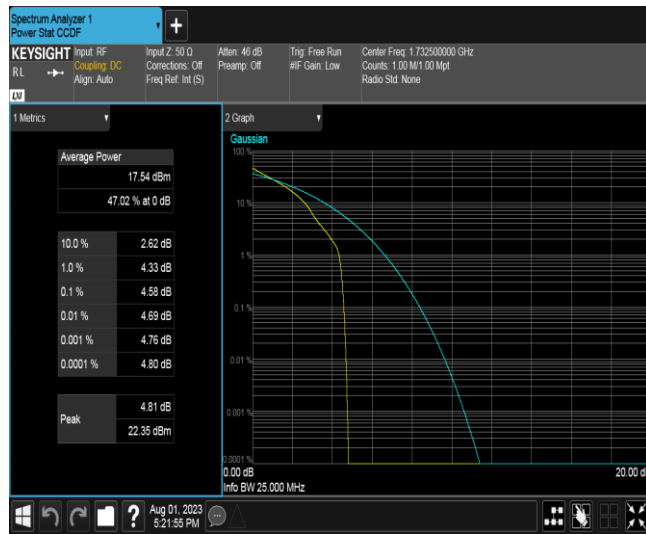 Spectrum Analyzer 1
Power Stat CCDF
+
KEYSIGHT
RL
LXI
Input: RF
Coupling: DC
Align: Auto
Input Z: 50 Ω
Corrections: Off
Freq Ref: Int (S)
Atten: 46 dB
Preamp: Off
Trig: Free Run
#IF Gain: Low
Center Freq: 1.732500000 GHz
Counts: 1.00 M/1.00 Mpt
Radio Std: None
1 Metrics
Average Power
17.54 dBm
47.02 % at 0 dB
10.0 % 2.62 dB
1.0 % 4.33 dB
0.1 % 4.58 dB
0.01 % 4.69 dB
0.001 % 4.76 dB
0.0001 % 4.80 dB
Peak
4.81 dB
22.35 dBm
2 Graph
Gaussian
100 %
10 %
1 %
0.1 %
0.01 %
0.001 %
0.0001 %
0.00 dB
20.00 d
Info BW 25.000 MHz
?
Aug 01, 2023
5:21:55 PM